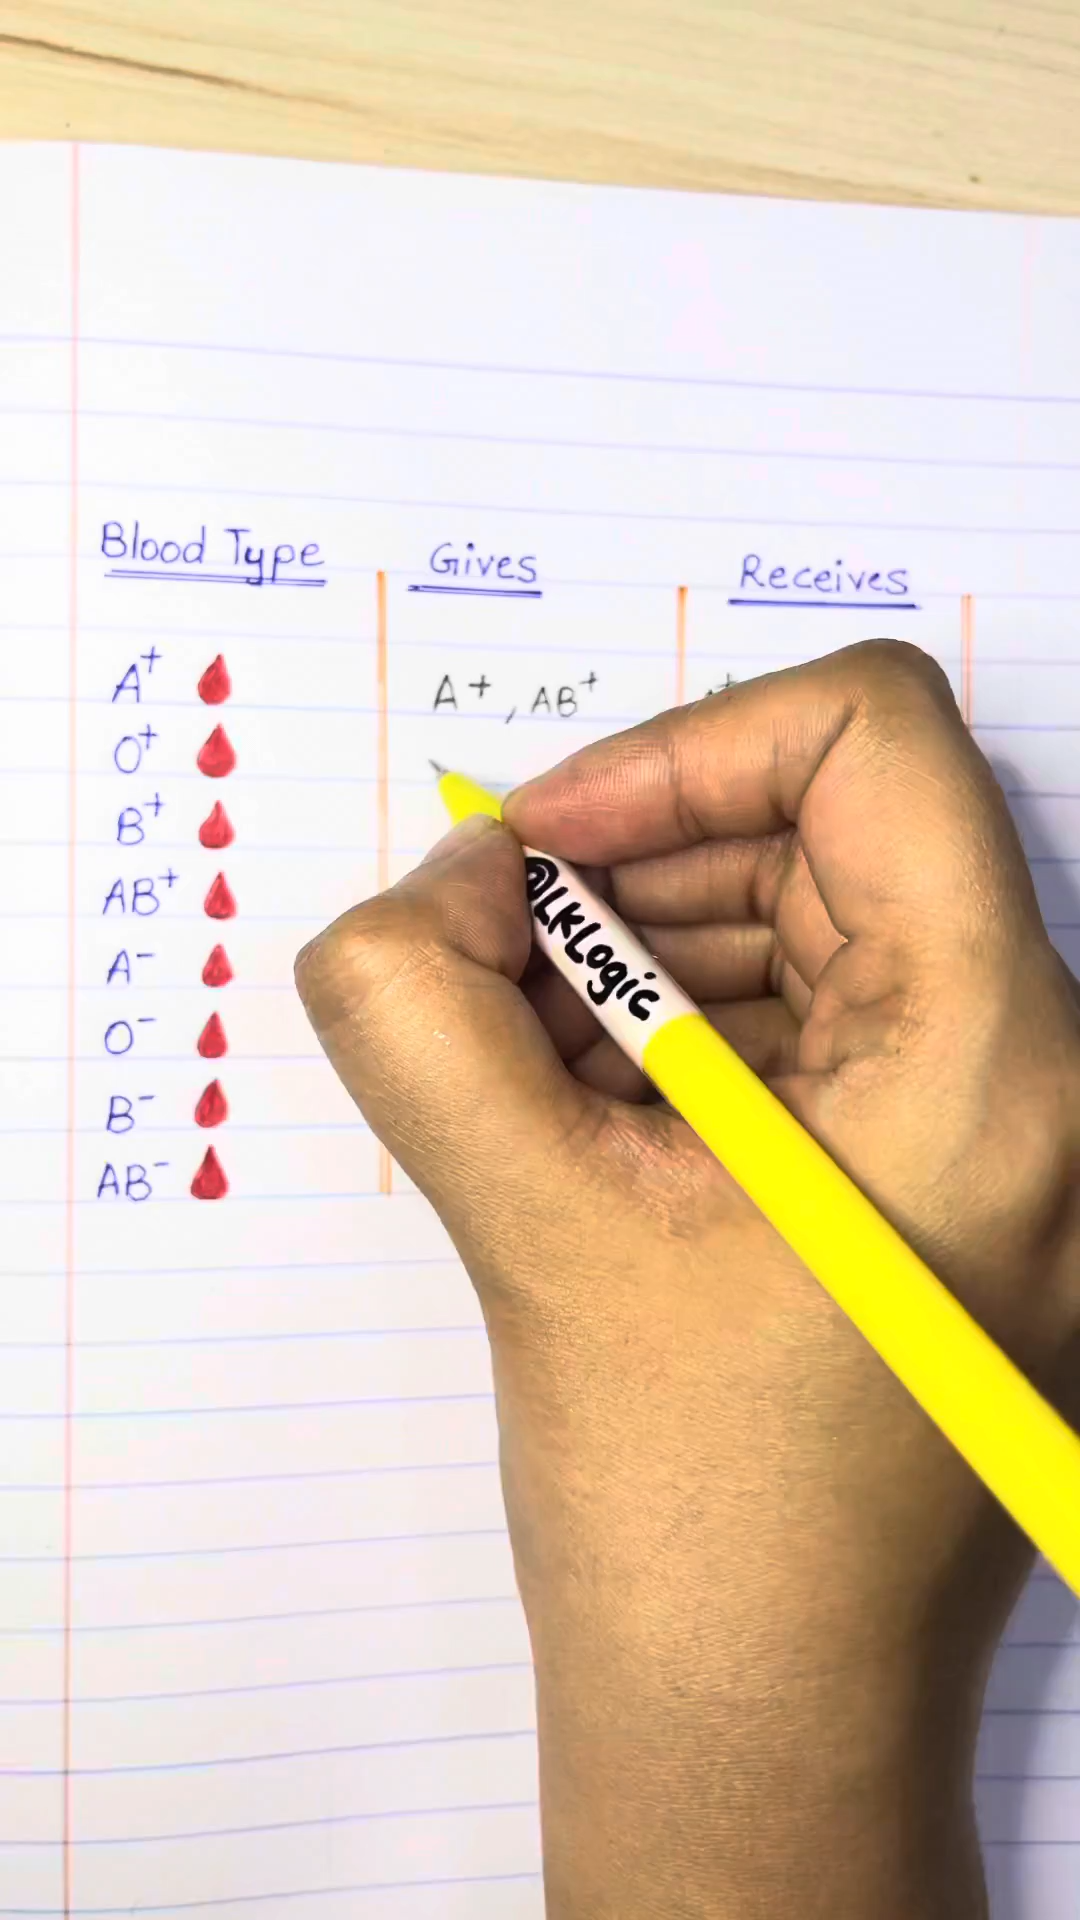 Blood Type Gives Receives
A⁺ A⁺, AB⁺
O⁺
B⁺
AB⁺
A⁻
O⁻
B⁻
AB⁻
@LKLogic